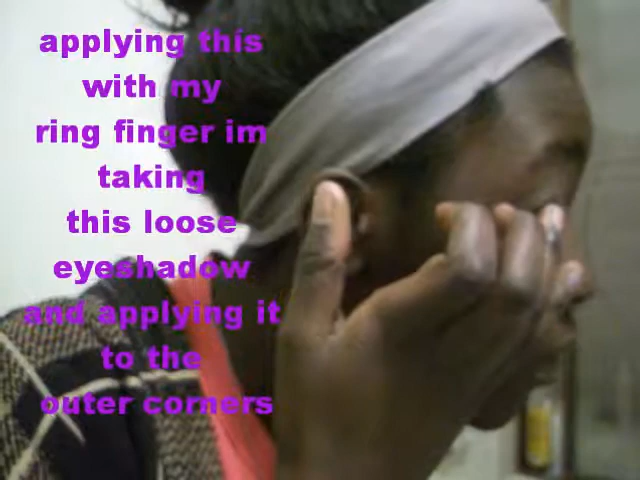 applying this
with my
ring finger im
taking
this loose
eyeshadow
and applying it
to the
outer corners